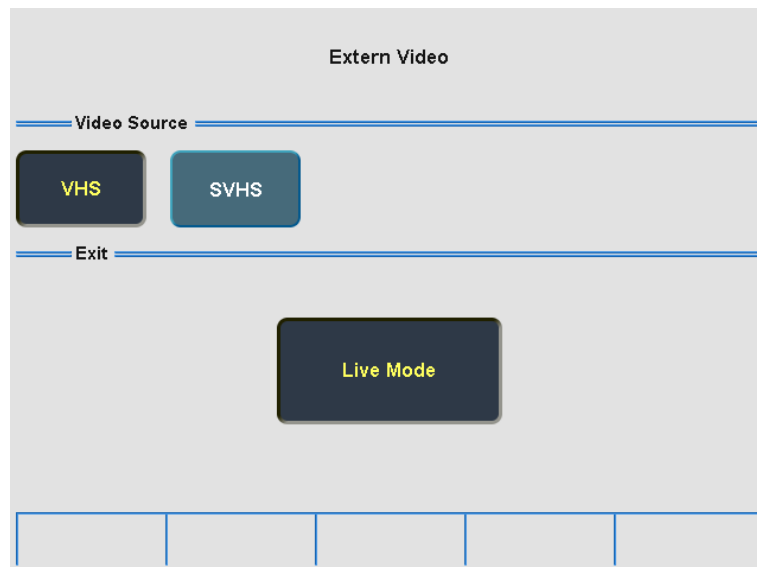 Extern Video
Video Source
VHS SVHS
Exit
Live Mode